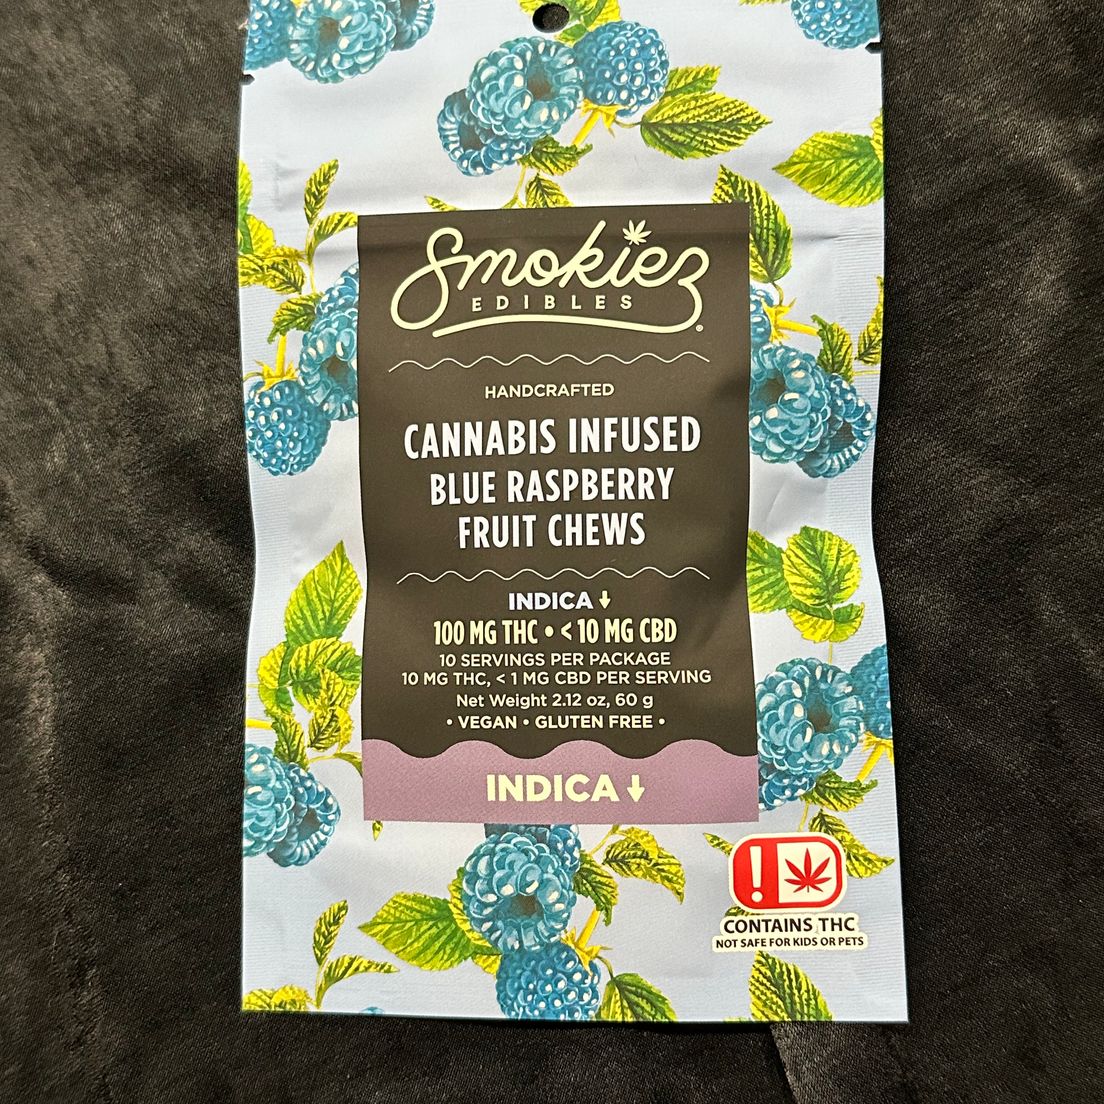 Smokiez
EDIBLES
®
HANDCRAFTED
CANNABIS INFUSED
BLUE RASPBERRY
FRUIT CHEWS
INDICA ↓
100 MG THC • < 10 MG CBD
10 SERVINGS PER PACKAGE
10 MG THC, < 1 MG CBD PER SERVING
Net Weight 2.12 oz, 60 g
• VEGAN • GLUTEN FREE •
INDICA ↓
!
CONTAINS THC
NOT SAFE FOR KIDS OR PETS